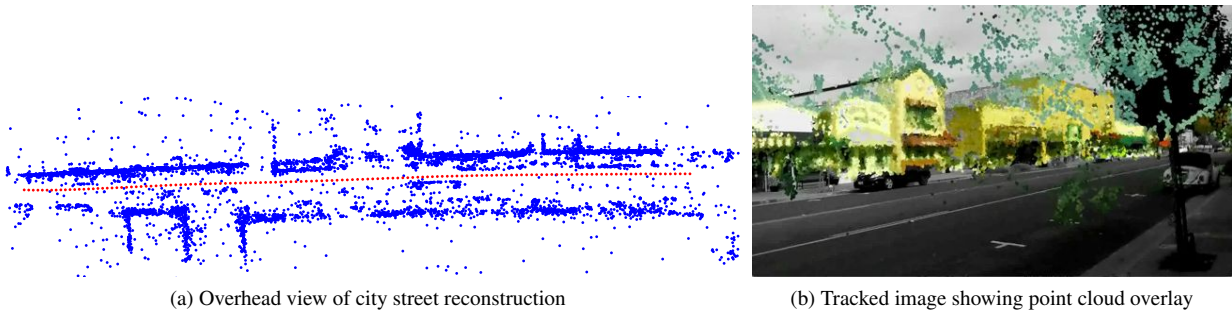 (a) Overhead view of city street reconstruction
(b) Tracked image showing point cloud overlay